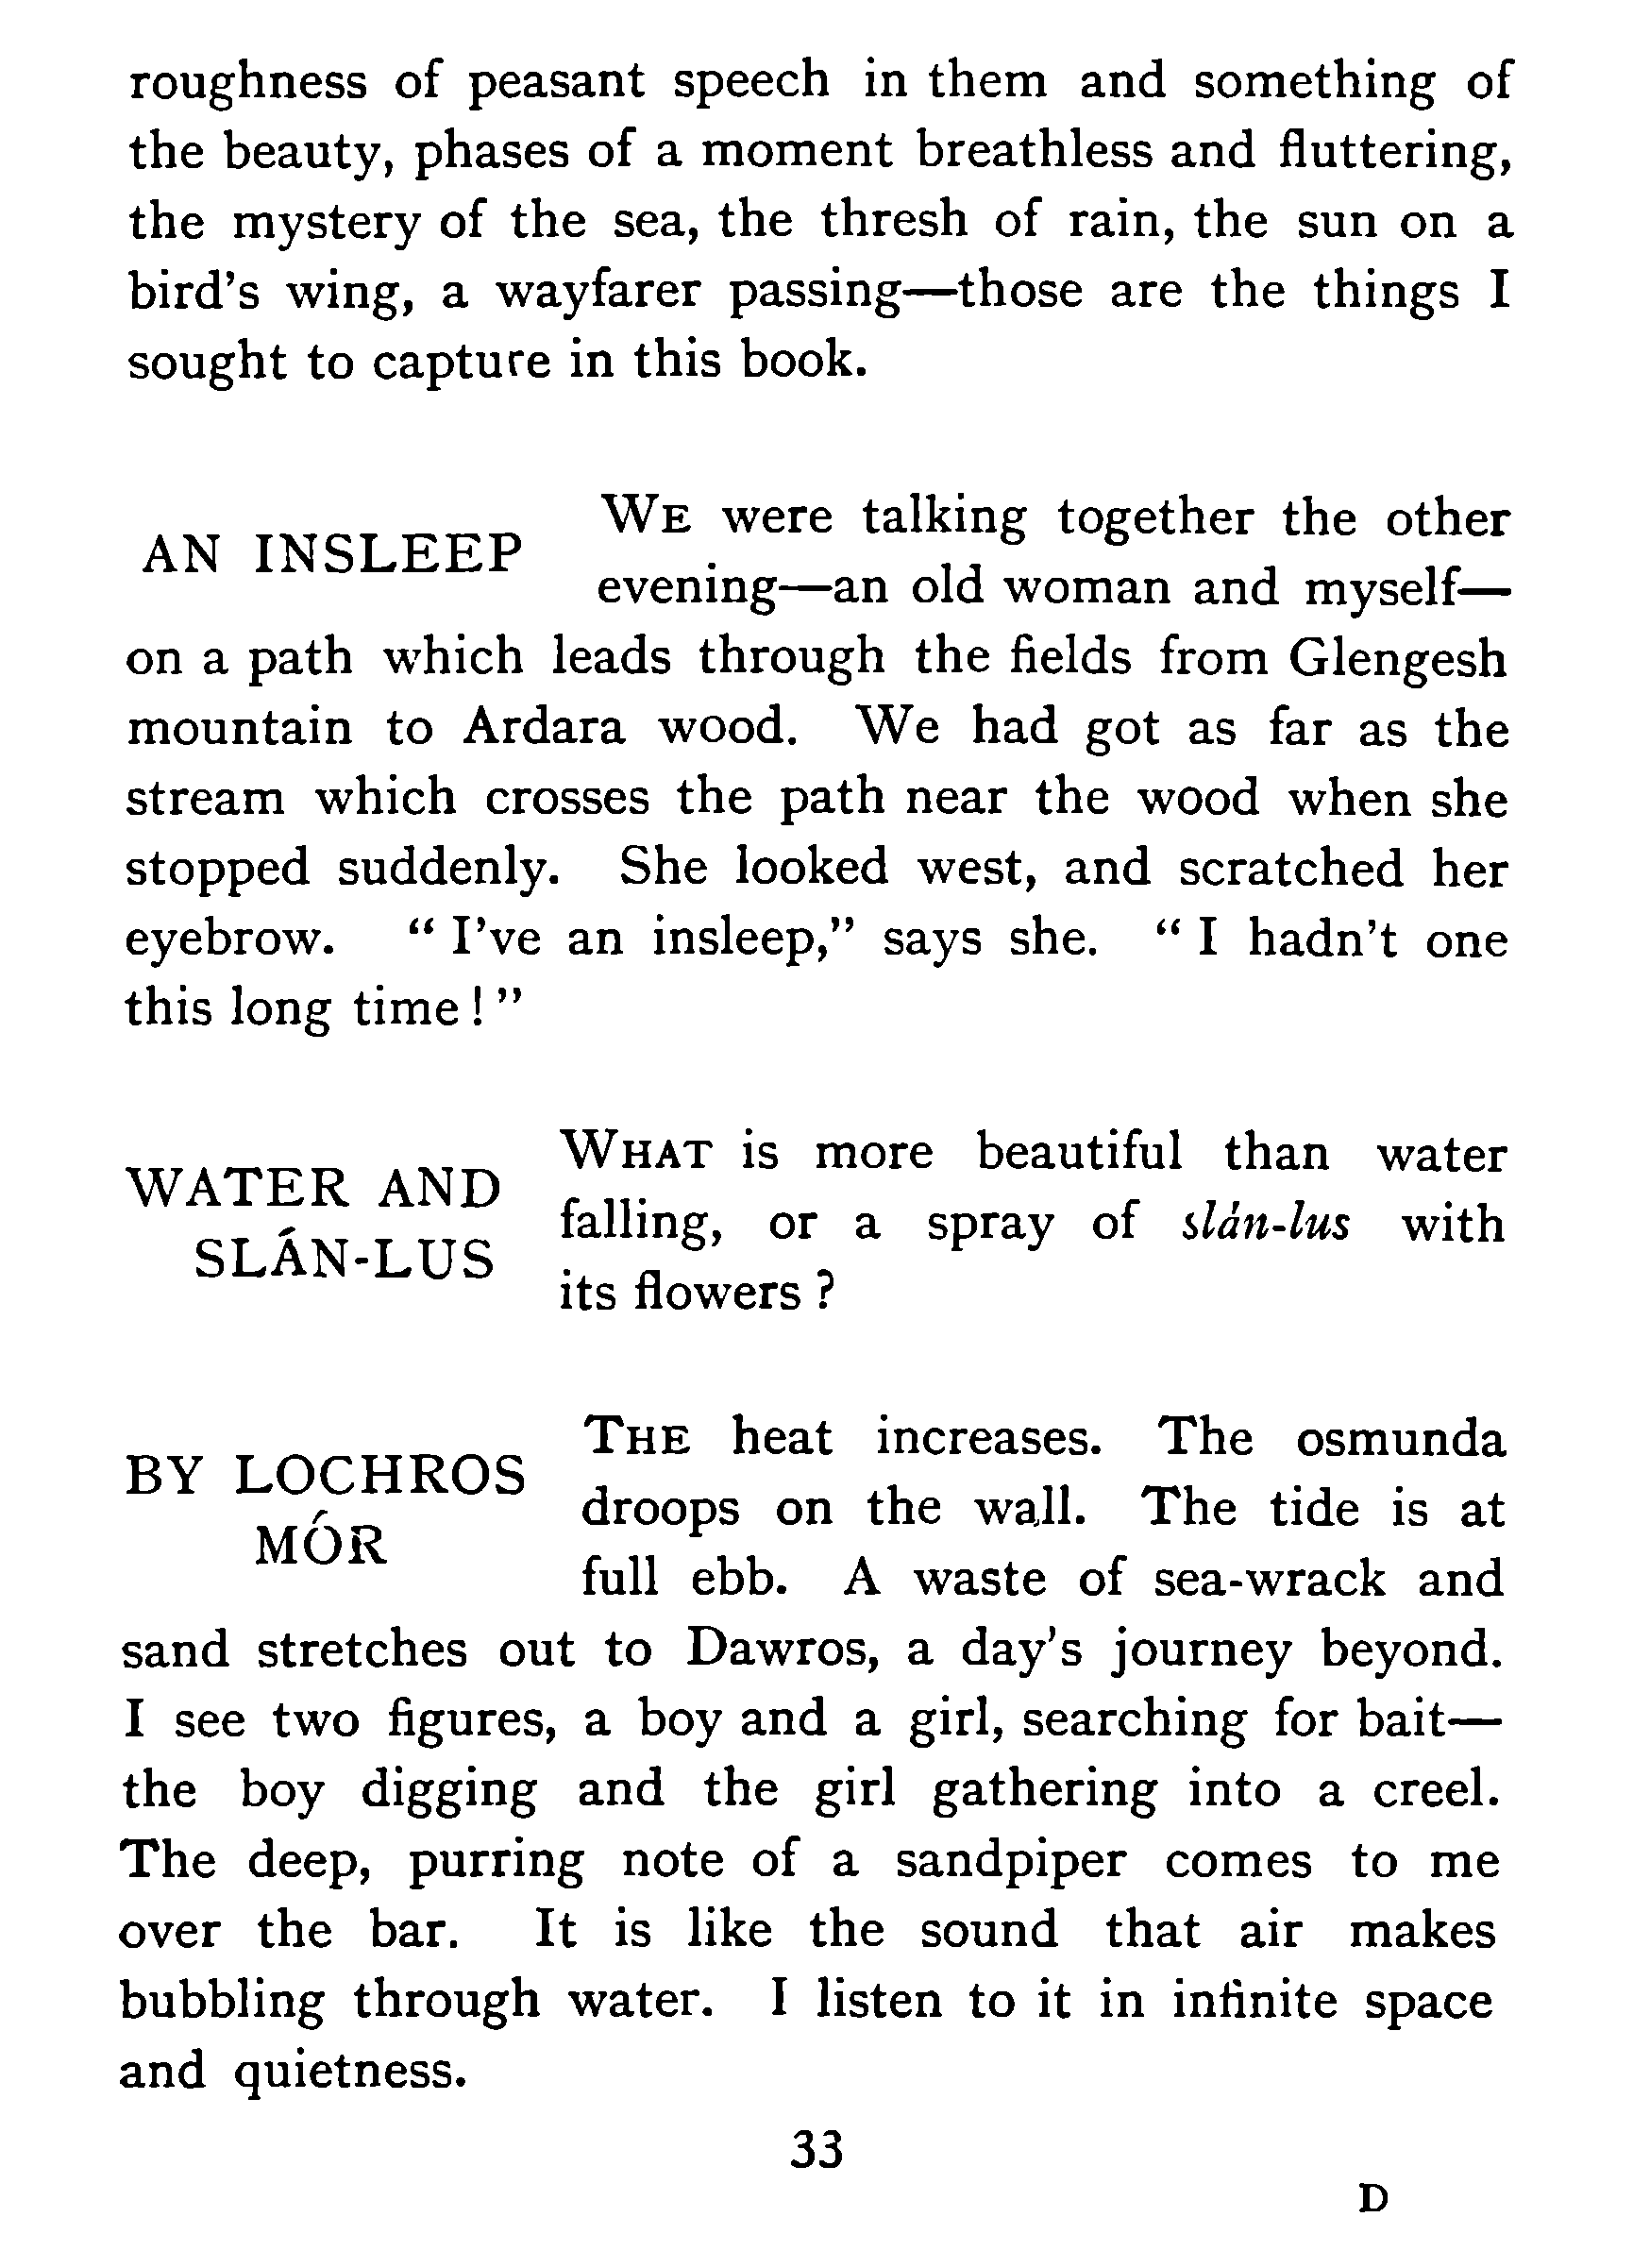 roughness of peasant speech in them and something of
the beauty, phases of a moment breathless and fluttering,
the mystery of the sea, the thresh of rain, the sun on a
bird's wing, a wayfarer passing—those are the things I
sought to capture in this book.
AN INSLEEP
We were talking together the other
evening—an old woman and myself—
on a path which leads through the fields from Glengesh
mountain to Ardara wood. We had got as far as the
stream which crosses the path near the wood when she
stopped suddenly. She looked west, and scratched her
eyebrow. “ I've an insleep,” says she. “ I hadn't one
this long time ! ”
WATER AND
SLÁN-LUS
What is more beautiful than water
falling, or a spray of slán-lus with
its flowers ?
BY LOCHROS
MÓR
The heat increases. The osmunda
droops on the wall. The tide is at
full ebb. A waste of sea-wrack and
sand stretches out to Dawros, a day's journey beyond.
I see two figures, a boy and a girl, searching for bait—
the boy digging and the girl gathering into a creel.
The deep, purring note of a sandpiper comes to me
over the bar. It is like the sound that air makes
bubbling through water. I listen to it in infinite space
and quietness.
33
D